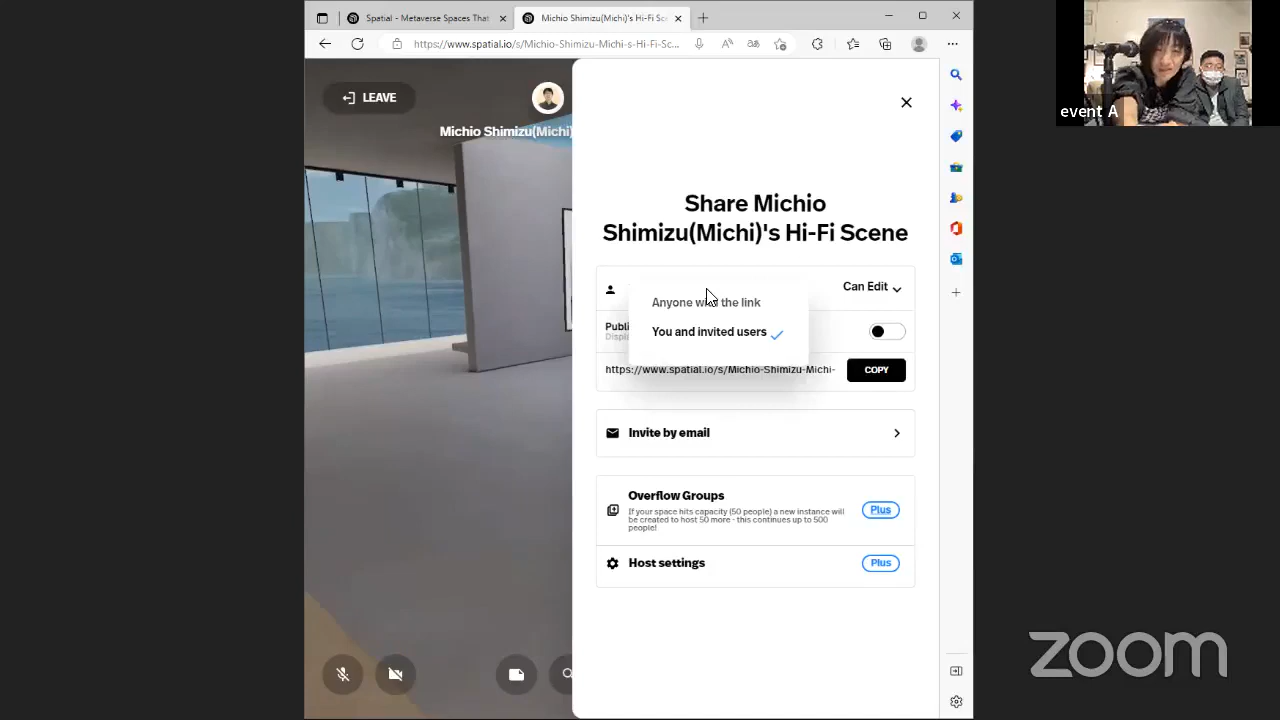 Spatial - Metaverse Spaces That
Michio Shimizu(Michi)'s Hi-Fi Sc
https://www.spatial.io/s/Michio-Shimizu-Michi-s-Hi-Fi-Sc...
LEAVE
Michio Shimizu(Michi)
Share Michio
Shimizu(Michi)'s Hi-Fi Scene
Can Edit
Anyone with the link
You and invited users
Publi
Displa
https://www.spatial.io/s/Michio-Shimizu-Michi-
COPY
Invite by email
Overflow Groups
If your space hits capacity (50 people) a new instance will
be created to host 50 more - this continues up to 500
people!
Plus
Host settings
Plus
event A
zoom